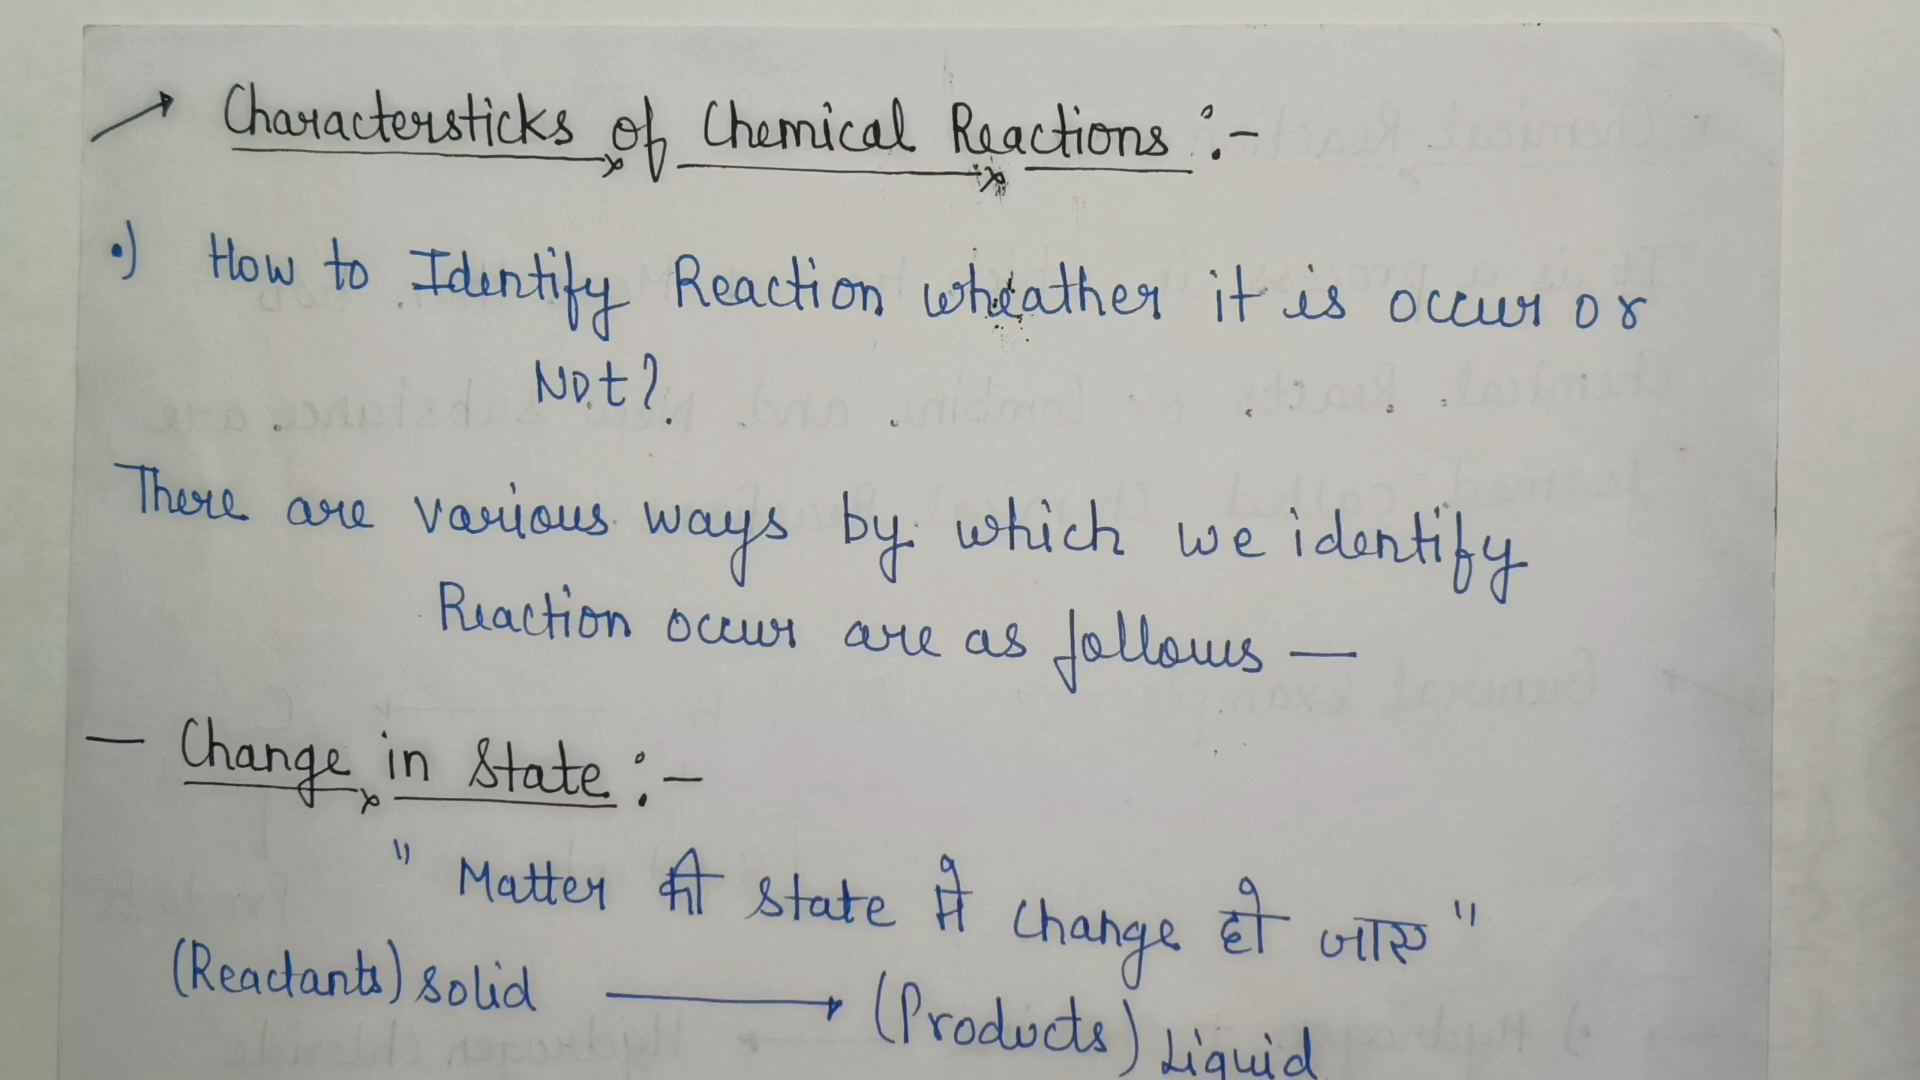 → Charactersticks of Chemical Reactions :-
•) How to Identify Reaction wheather it is occur or
Not?
There are various ways by which we identify
Reaction occur are as follows —
— Change in State :-
" Matter की state मे change हो जाए "
(Reactants) Solid → (Products) Liquid